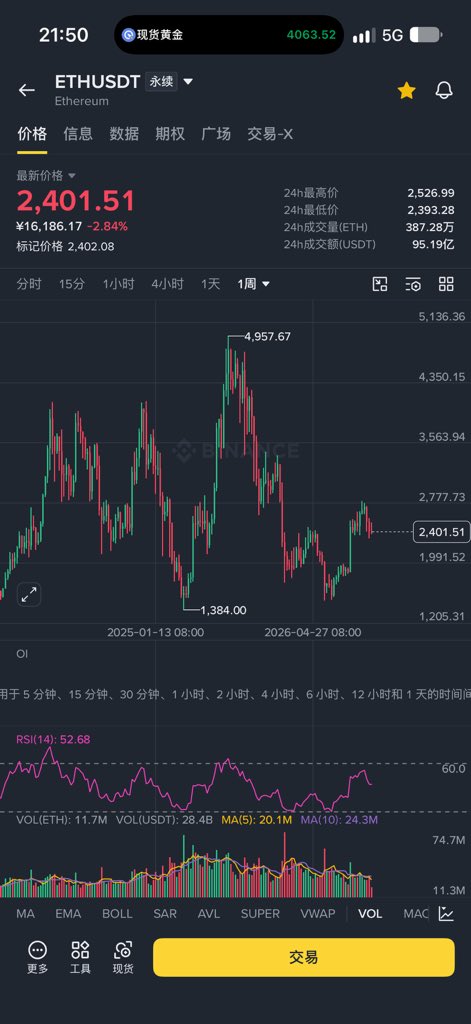 21:50 现货黄金 4063.52 5G
ETHUSDT 永续
Ethereum
价格 信息 数据 期权 广场 交易-X
最新价格
2,401.51
¥16,186.17 -2.84%
标记价格 2,402.08
24h最高价 2,526.99
24h最低价 2,393.28
24h成交量(ETH) 387.28万
24h成交额(USDT) 95.19亿
分时 15分 1小时 4小时 1天 1周
5,136.36
4,957.67
4,350.15
3,563.94
BINANCE
2,777.73
2,401.51
1,991.52
1,384.00
1,205.31
2025-01-13 08:00 2026-04-27 08:00
OI
用于 5 分钟、15 分钟、30 分钟、1 小时、2 小时、4 小时、6 小时、12 小时和 1 天的时间间
RSI(14): 52.68
60.0
VOL(ETH): 11.7M VOL(USDT): 28.4B MA(5): 20.1M MA(10): 24.3M
74.7M
11.3M
MA EMA BOLL SAR AVL SUPER VWAP VOL MAC
更多 工具 现货 交易